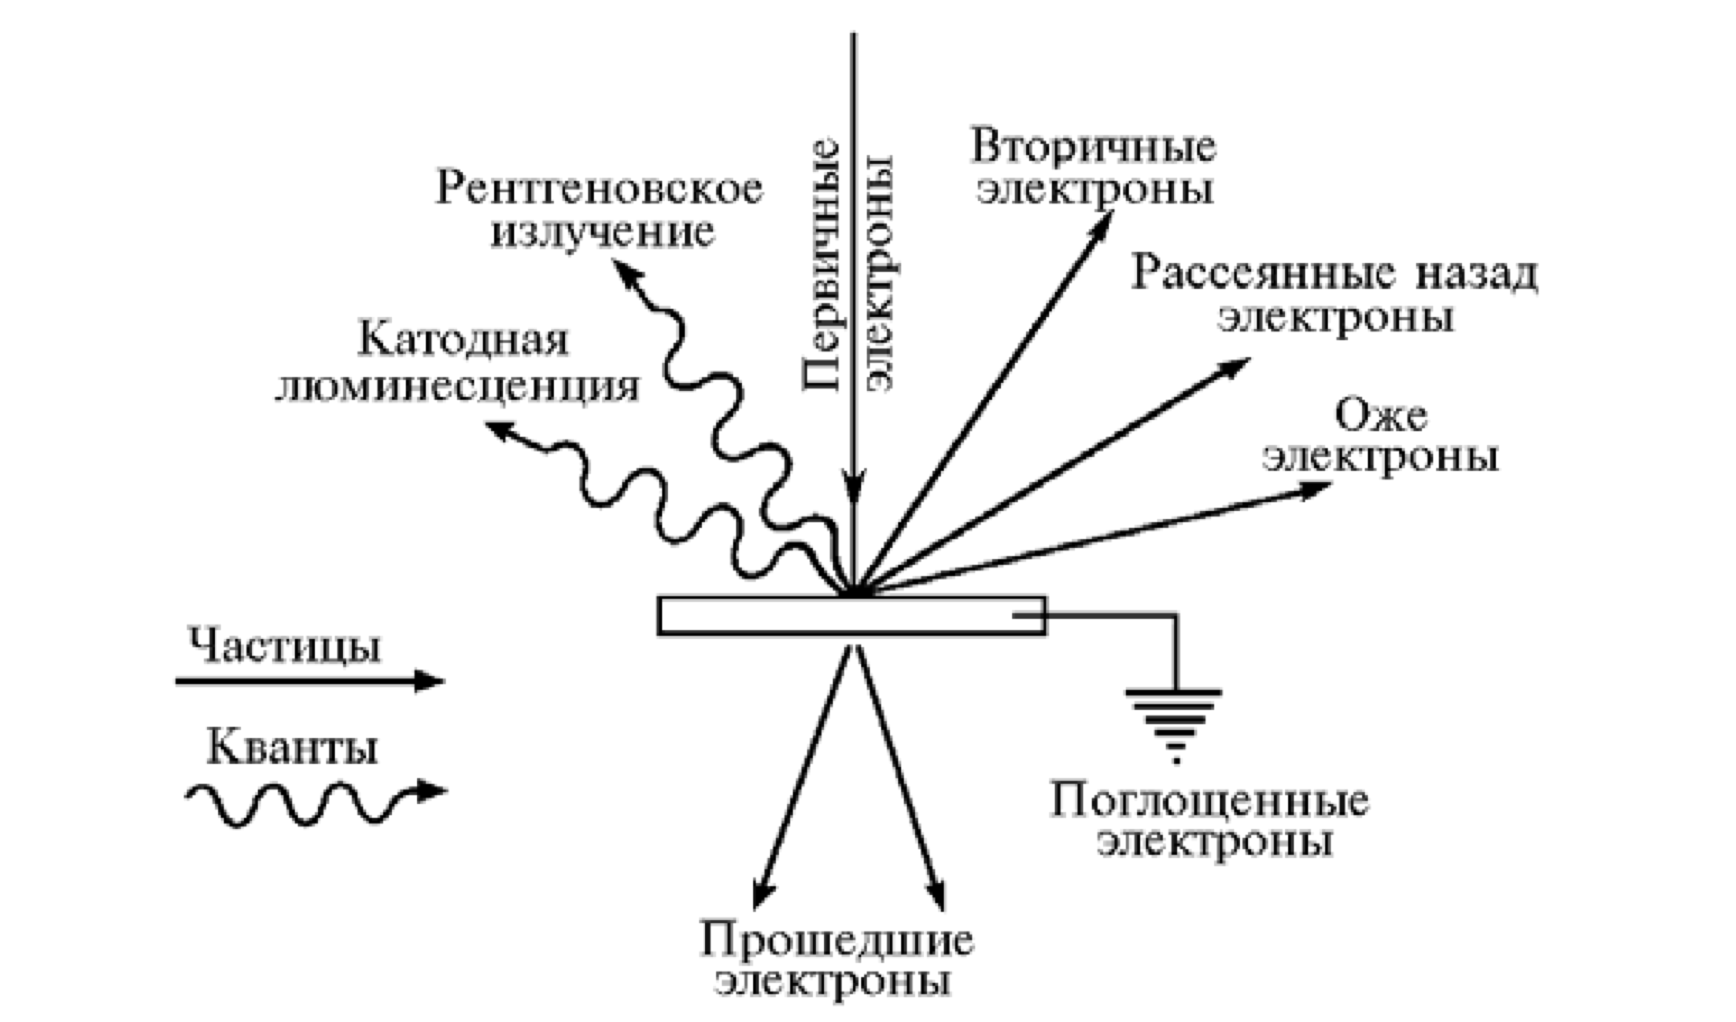 Вторичные
электроны
Рентгеновское
излучение
Первичные
электроны
Рассеянные назад
электроны
Катодная
люминесценция
Оже
электроны
Частицы
Кванты
Поглощенные
электроны
Прошедшие
электроны